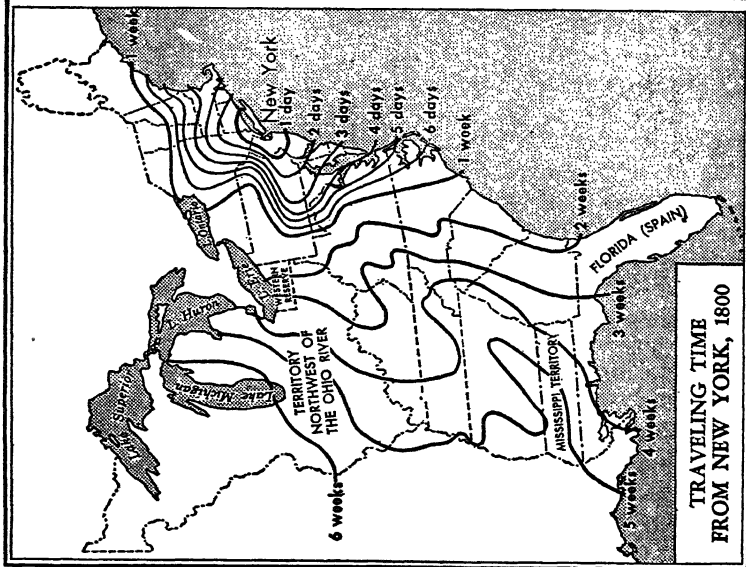 1 week
New York
1 day
2 days
3 days
4 days
5 days
6 days
1 week
2 weeks
3 weeks
4 weeks
5 weeks
6 weeks
Ontario
L. Erie
WESTERN
RESERVE
L. Huron
Lake Michigan
Lake Superior
TERRITORY
NORTHWEST OF
THE OHIO RIVER
MISSISSIPPI TERRITORY
FLORIDA (SPAIN)
TRAVELING TIME
FROM NEW YORK, 1800